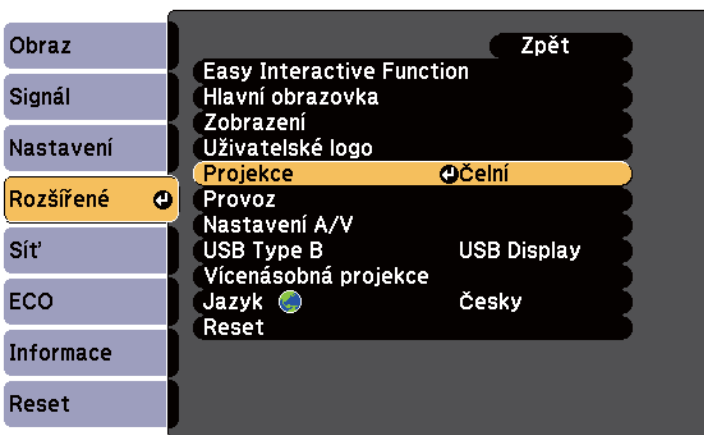 Obraz
Signál
Nastavení
Rozšířené
Síť
ECO
Informace
Reset
Zpět
Easy Interactive Function
Hlavní obrazovka
Zobrazení
Uživatelské logo
Projekce Čelní
Provoz
Nastavení A/V
USB Type B USB Display
Vícenásobná projekce
Jazyk Česky
Reset